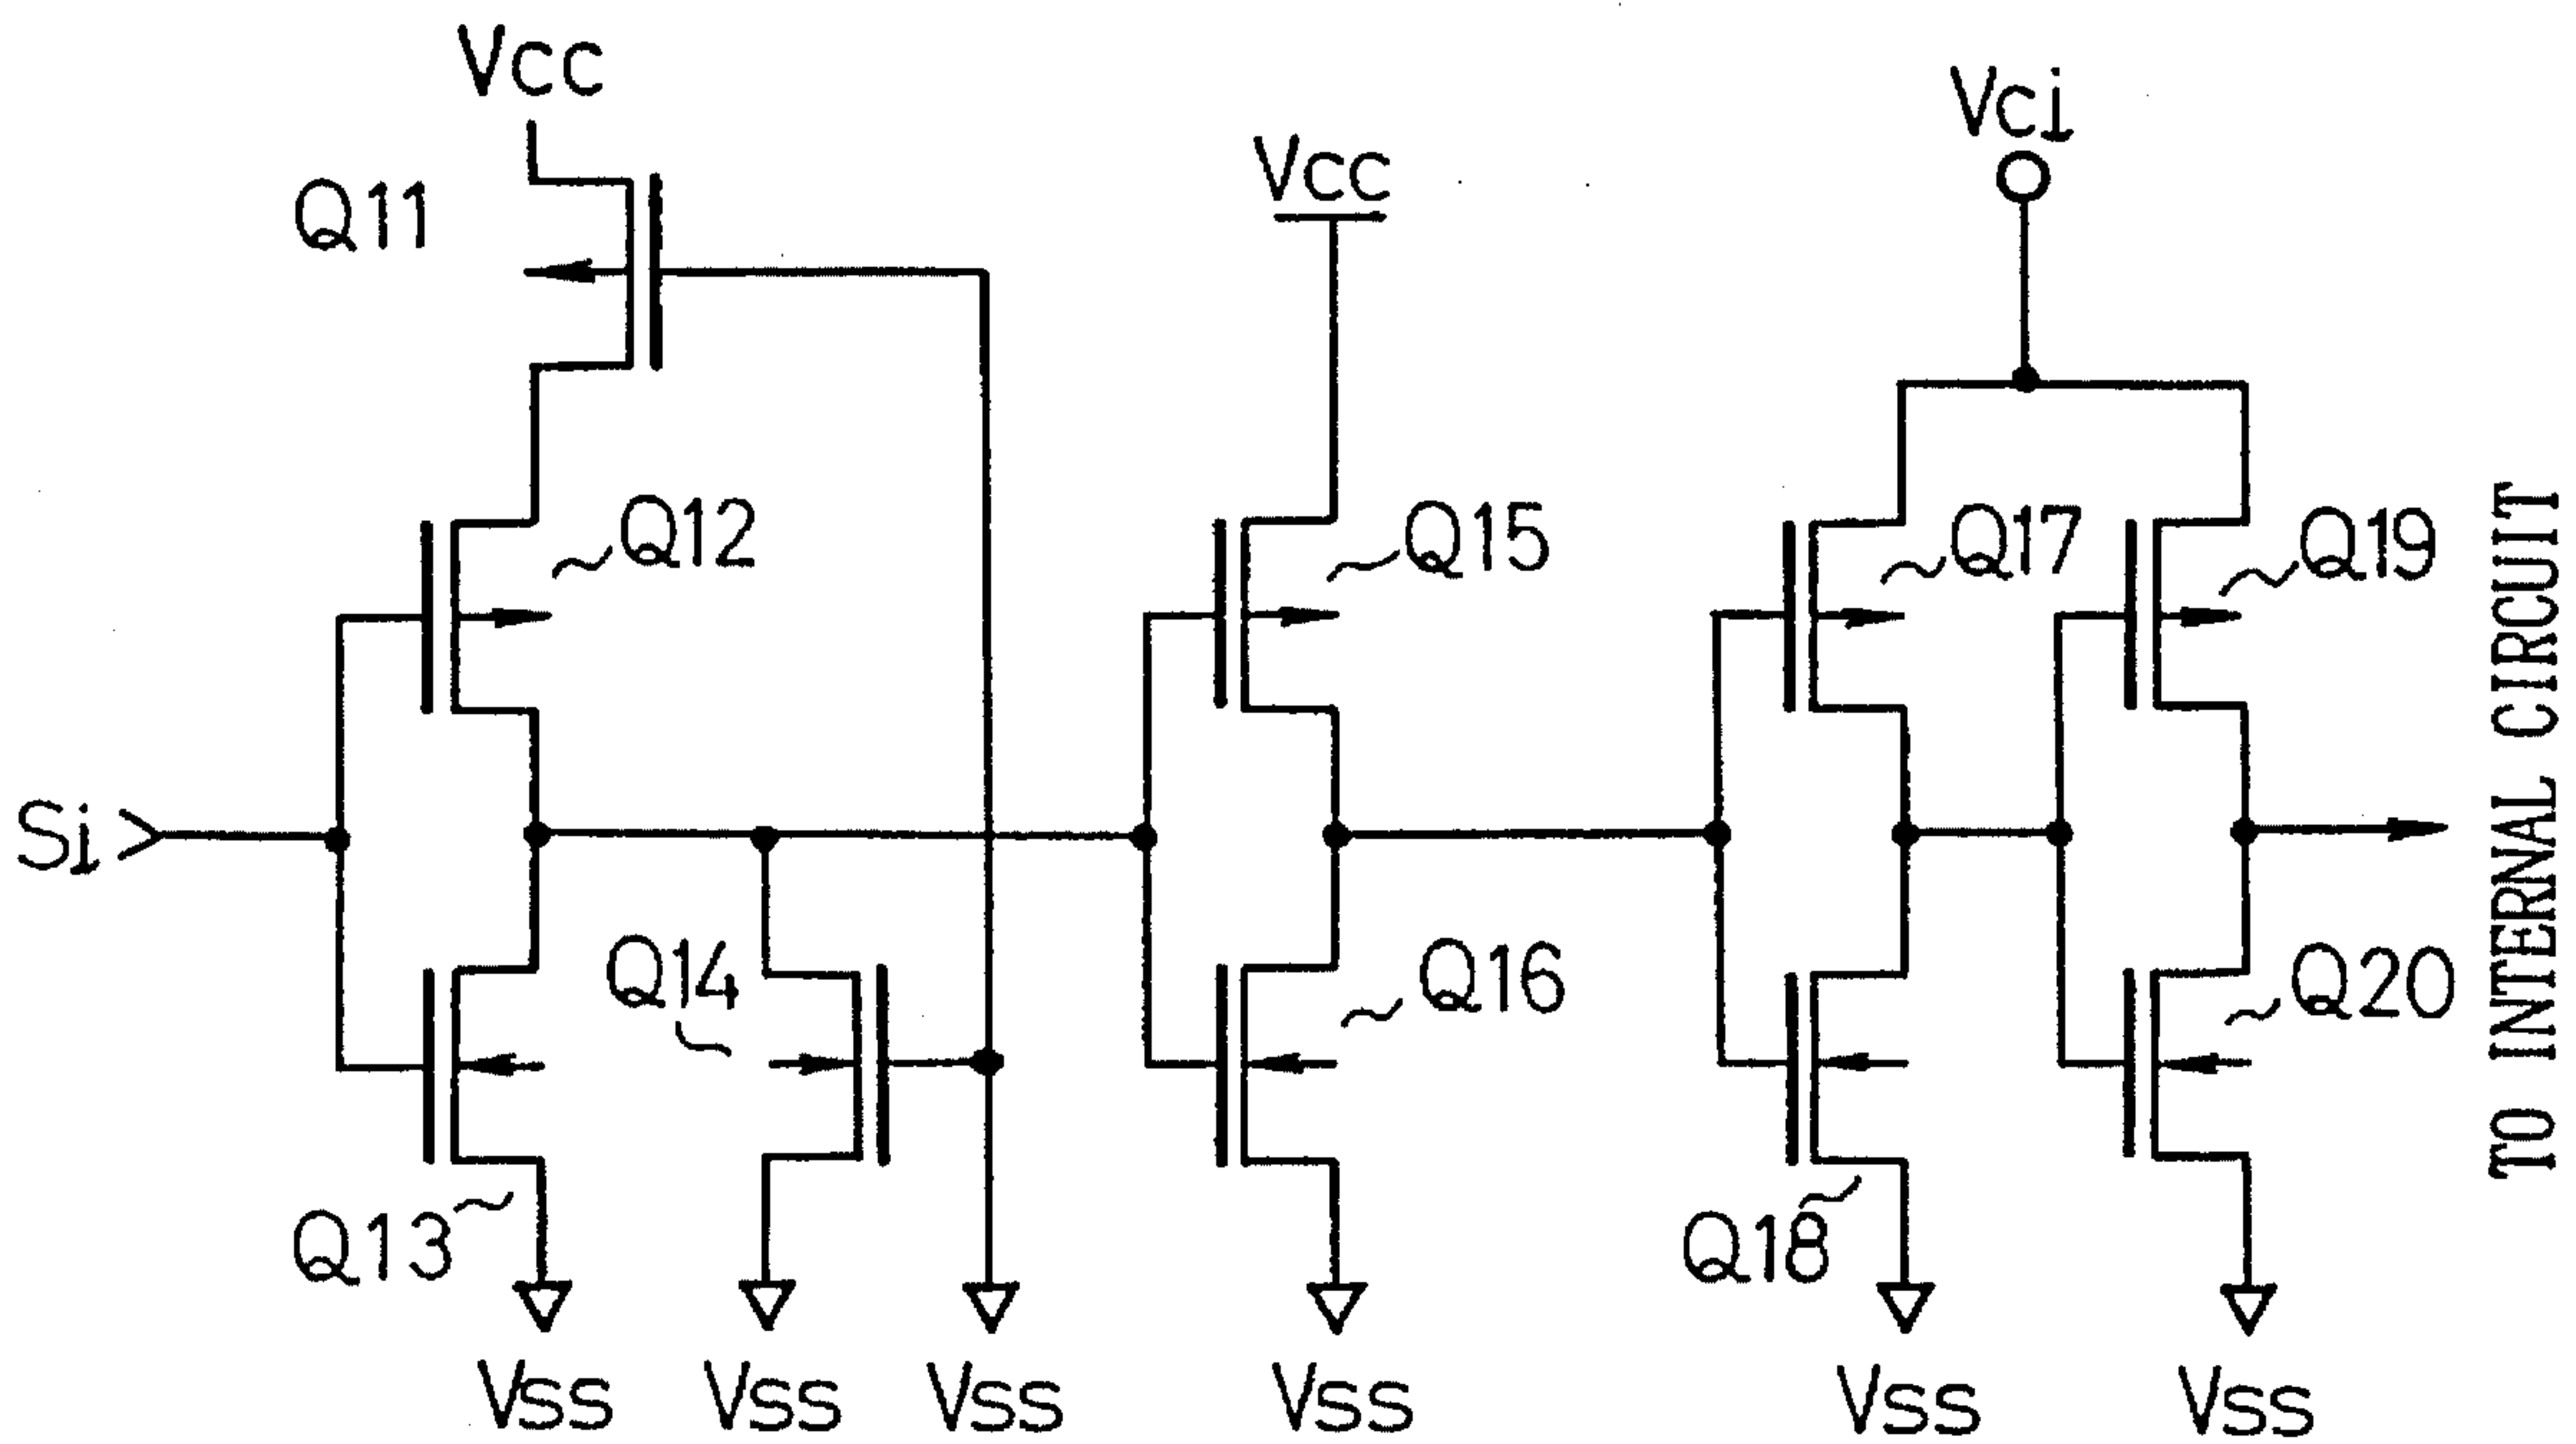 Vcc
Vci
Vcc
Q11
Q12
Q15
Q17
Q19
Si
Q14
Q16
Q20
Q13
Q18
Vss
Vss
Vss
Vss
Vss
Vss
TO INTERNAL CIRCUIT